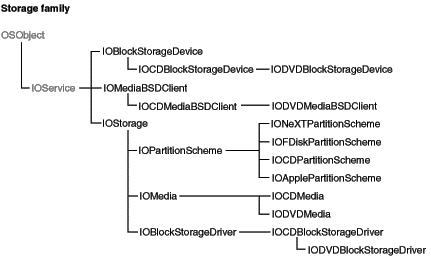 Storage family
OSObject
IOBlockStorageDevice
IOCDBlockStorageDevice IODVDBlockStorageDevice
IOService IOMediaBSDClient
IOCDMediaBSDClient IODVDMediaBSDClient
IOStorage IONeXTPartitionScheme
IOFDiskPartitionScheme
IOPartitionScheme
IOCDPartitionScheme
IOApplePartitionScheme
IOMedia IOCDMedia
IODVDMedia
IOBlockStorageDriver IOCDBlockStorageDriver
IODVDBlockStorageDriver